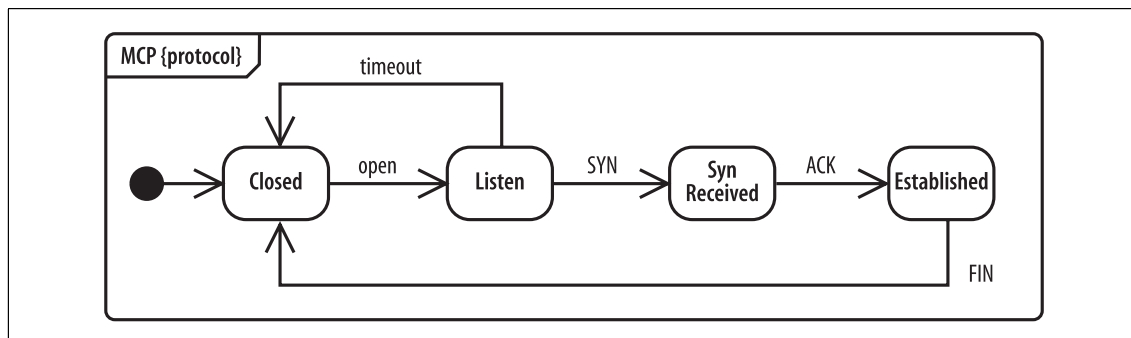 MCP {protocol}
timeout
Closed
open
Listen
SYN
Syn
Received
ACK
Established
FIN